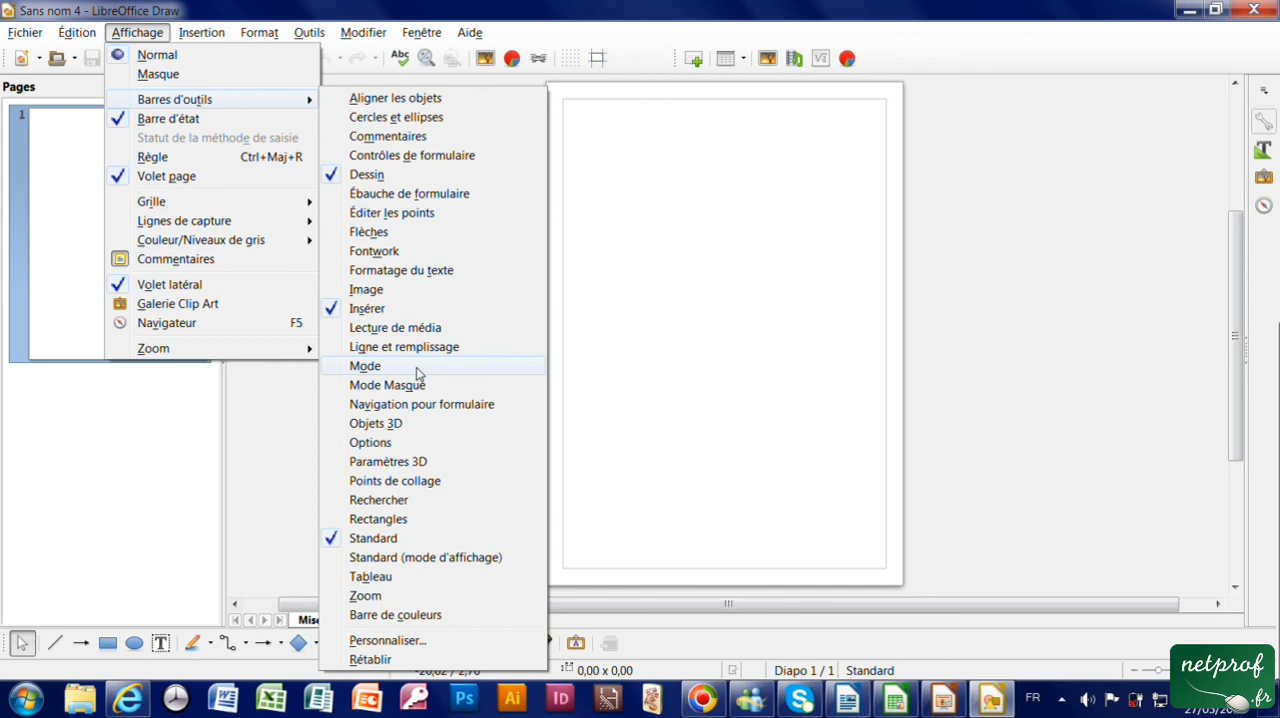 Sans nom 4 - LibreOffice Draw
Fichier Édition Affichage Insertion Format Outils Modifier Fenêtre Aide
Abc
Pages
1
Normal
Masque
Barres d'outils
Barre d'état
Statut de la méthode de saisie
Règle Ctrl+Maj+R
Volet page
Grille
Lignes de capture
Couleur/Niveaux de gris
Commentaires
Volet latéral
Galerie Clip Art
Navigateur F5
Zoom
Aligner les objets
Cercles et ellipses
Commentaires
Contrôles de formulaire
Dessin
Ébauche de formulaire
Éditer les points
Flèches
Fontwork
Formatage du texte
Image
Insérer
Lecture de média
Ligne et remplissage
Mode
Mode Masque
Navigation pour formulaire
Objets 3D
Options
Paramètres 3D
Points de collage
Rechercher
Rectangles
Standard
Standard (mode d'affichage)
Tableau
Zoom
Barre de couleurs
Personnaliser...
Rétablir
0,00 x 0,00 Diapo 1 / 1 Standard
Ps Ai Id
FR
netprof
.fr